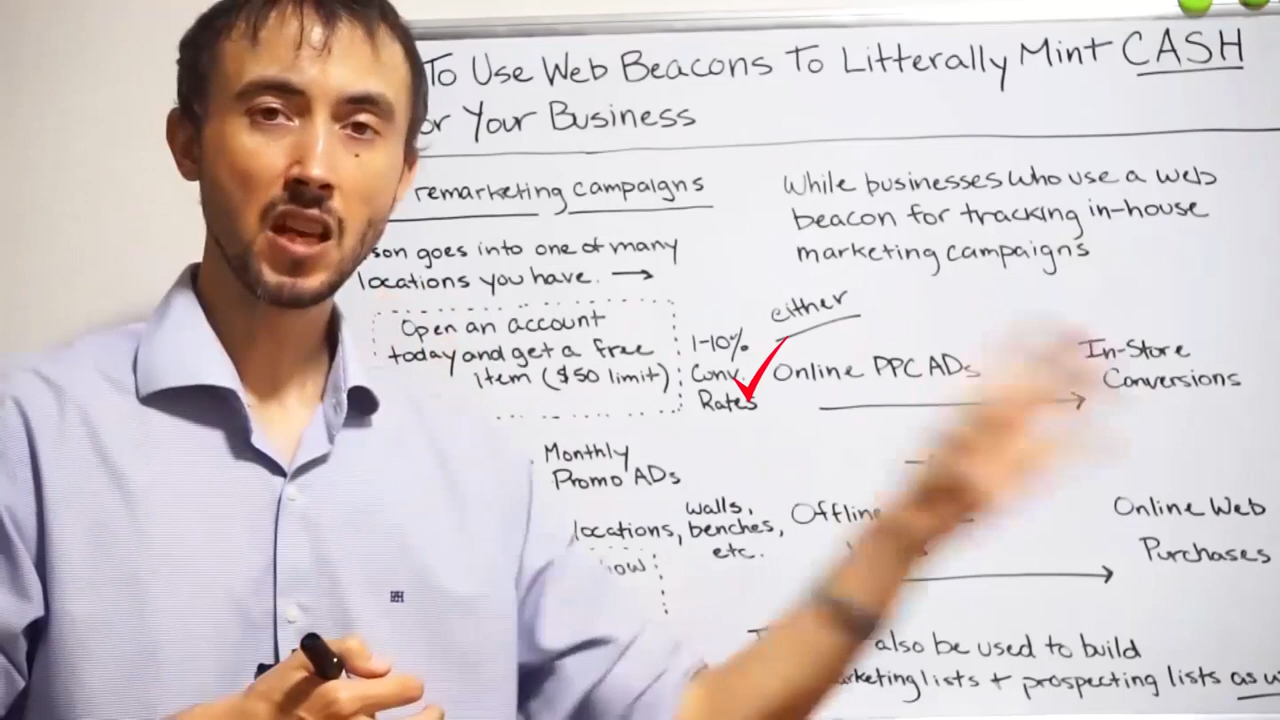 To Use Web Beacons To Litterally Mint CASH
or Your Business
remarketing campaigns
son goes into one of many
locations you have. →
Open an account
today and get a free
item ($50 limit)
1-10%
Conv.
Rates
Monthly
Promo ADs
locations,
walls,
benches,
etc.
ow:
While businesses who use a web
beacon for tracking in-house
marketing campaigns
either
Online PPC ADs
In-Store
Conversions
Offline
Online Web
Purchases
also be used to build
arketing lists + prospecting lists as w